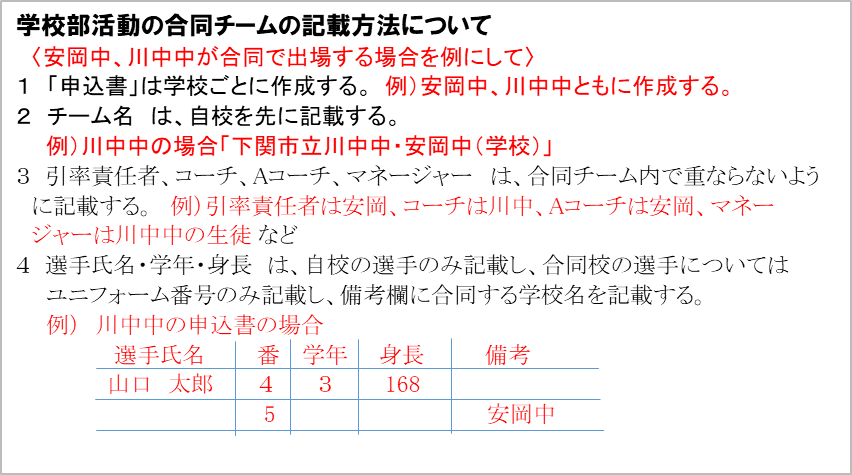 学校部活動の合同チームの記載方法について
〈安岡中、川中中が合同で出場する場合を例にして〉
１　「申込書」は学校ごとに作成する。　例）安岡中、川中中ともに作成する。
２　チーム名　は、自校を先に記載する。
例）川中中の場合「下関市立川中中・安岡中（学校）」
３　引率責任者、コーチ、Aコーチ、マネージャー　は、合同チーム内で重ならないよう
に記載する。　例）引率責任者は安岡、コーチは川中、Aコーチは安岡、マネー
ジャーは川中中の生徒 など
４　選手氏名・学年・身長　は、自校の選手のみ記載し、合同校の選手については
ユニフォーム番号のみ記載し、備考欄に合同する学校名を記載する。
例）　川中中の申込書の場合
選手氏名　番　学年　身長　備考
山口　太郎　４　３　168
5　安岡中